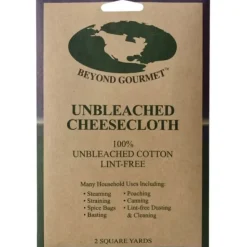 BEYOND GOURMET™
UNBLEACHED
CHEESECLOTH
100%
UNBLEACHED COTTON
LINT-FREE
Many Household Uses Including:
• Steaming
• Straining
• Spice Bags
• Basting
• Poaching
• Canning
• Lint-free Dusting
& Cleaning
2 SQUARE YARDS